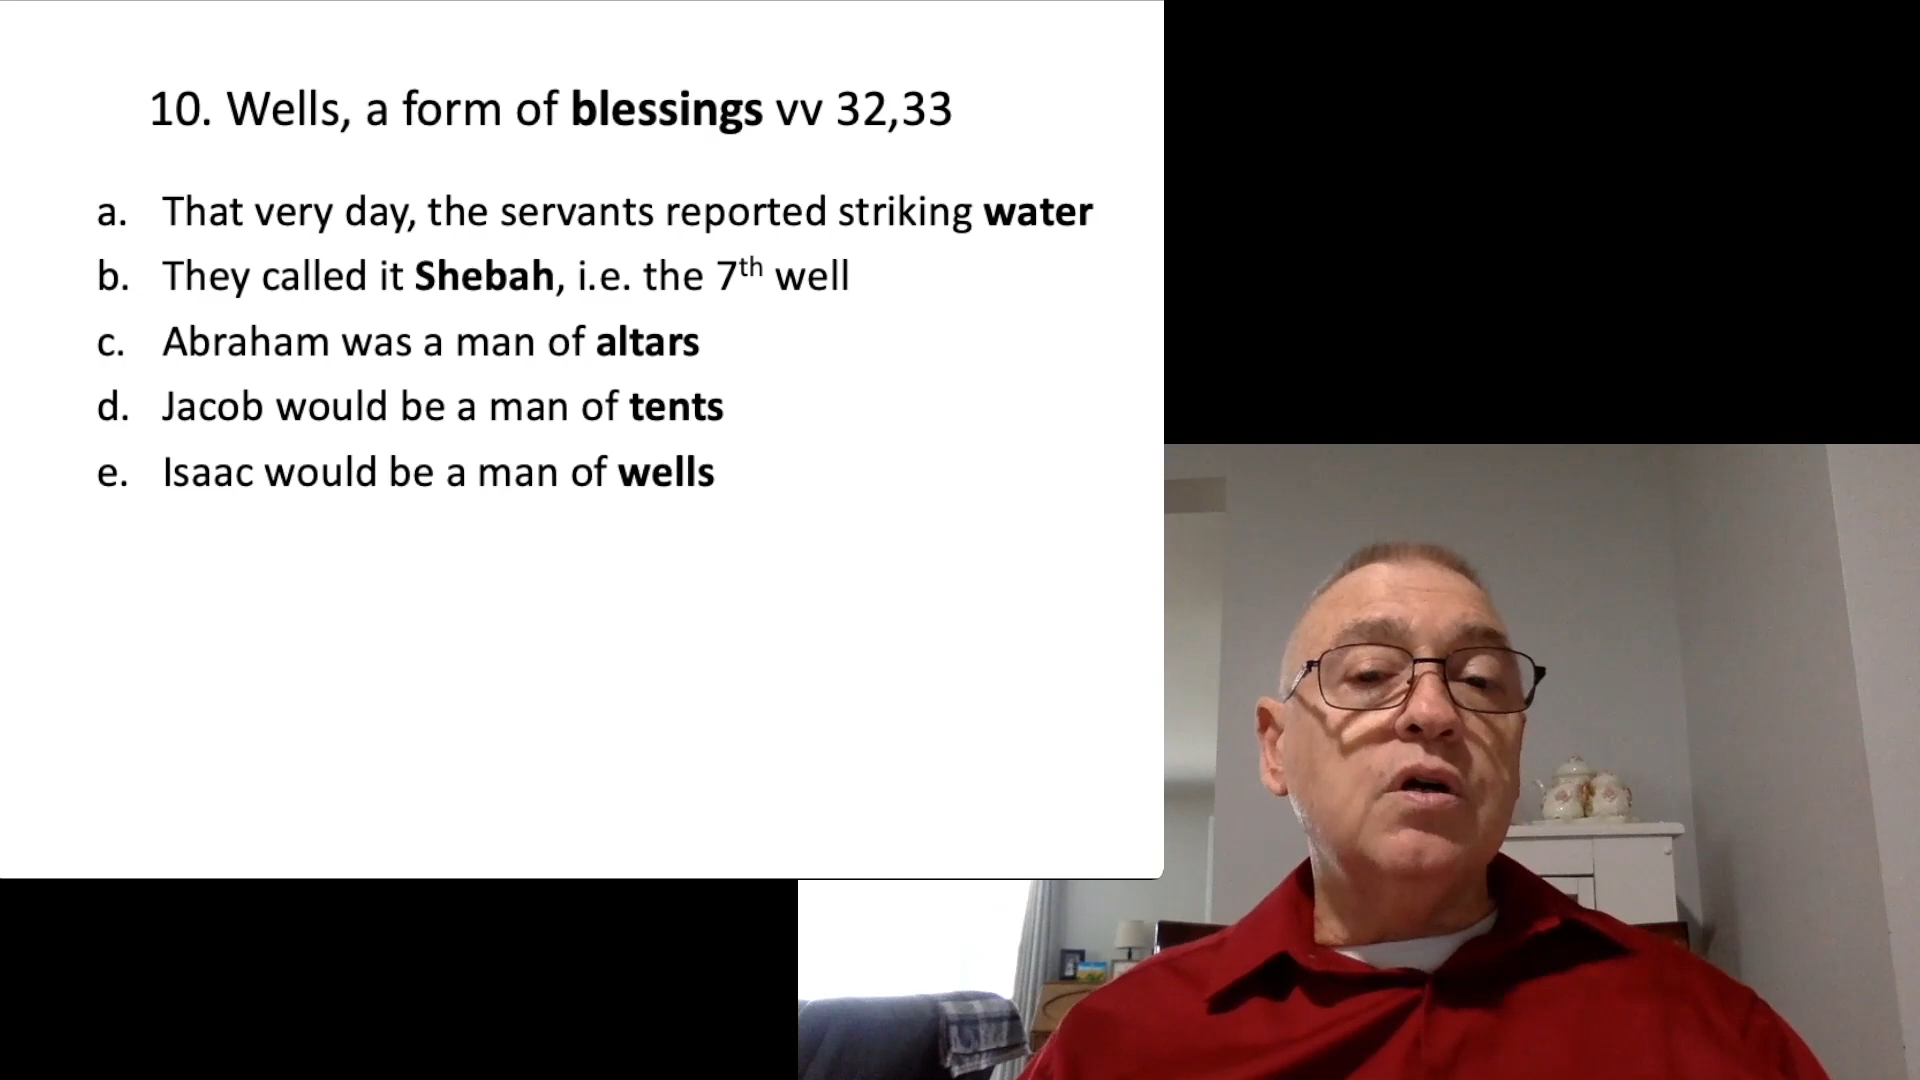 10. Wells, a form of blessings vv 32,33
a. That very day, the servants reported striking water
b. They called it Shebah, i.e. the 7th well
c. Abraham was a man of altars
d. Jacob would be a man of tents
e. Isaac would be a man of wells